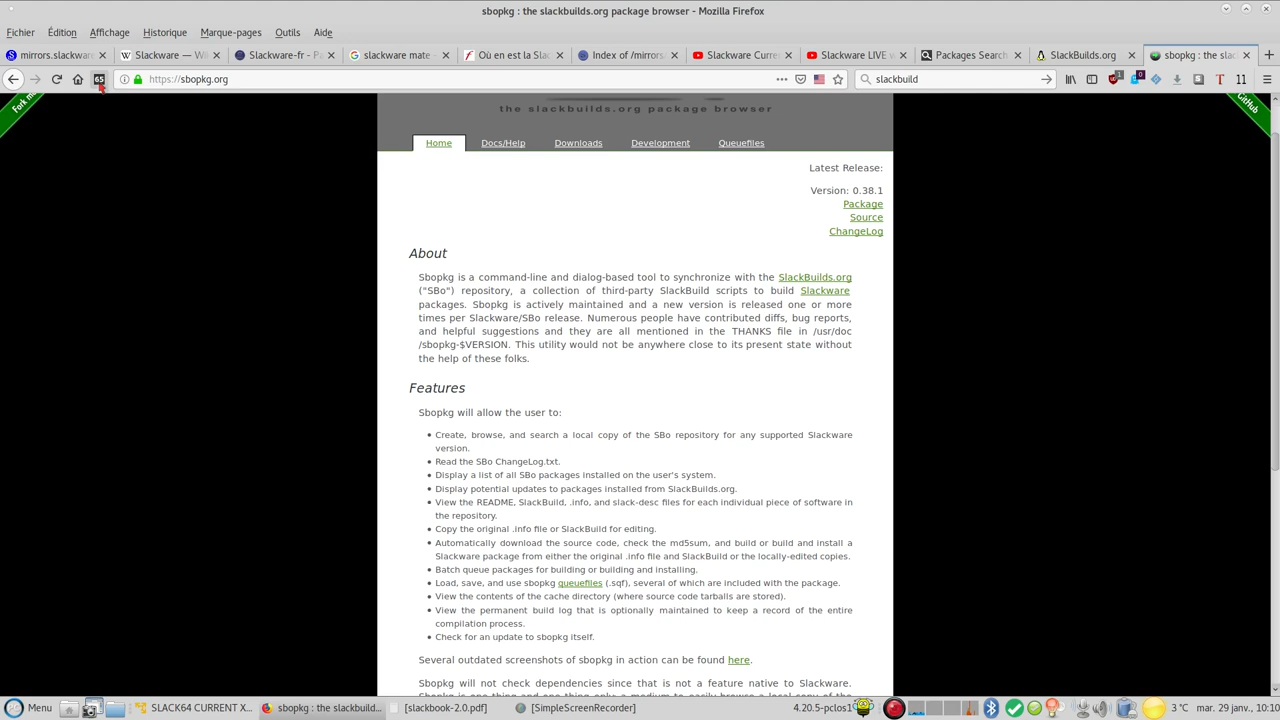 sbopkg : the slackbuilds.org package browser - Mozilla Firefox
Fichier Édition Affichage Historique Marque-pages Outils Aide
mirrors.slackware Slackware — Wi Slackware-fr - Pa slackware mate - Où en est la Slac Index of /mirrors Slackware Curre Slackware LIVE v Packages Search SlackBuilds.org sbopkg : the slac
65 https://sbopkg.org slackbuild 1 0 T 11
Fork m GitHub
the slackbuilds.org package browser
Home Docs/Help Downloads Development Queuefiles
Latest Release:
Version: 0.38.1
Package
Source
ChangeLog
About
Sbopkg is a command-line and dialog-based tool to synchronize with the SlackBuilds.org
("SBo") repository, a collection of third-party SlackBuild scripts to build Slackware
packages. Sbopkg is actively maintained and a new version is released one or more
times per Slackware/SBo release. Numerous people have contributed diffs, bug reports,
and helpful suggestions and they are all mentioned in the THANKS file in /usr/doc
/sbopkg-$VERSION. This utility would not be anywhere close to its present state without
the help of these folks.
Features
Sbopkg will allow the user to:
Create, browse, and search a local copy of the SBo repository for any supported Slackware
version.
Read the SBo ChangeLog.txt.
Display a list of all SBo packages installed on the user's system.
Display potential updates to packages installed from SlackBuilds.org.
View the README, SlackBuild, .info, and slack-desc files for each individual piece of software in
the repository.
Copy the original .info file or SlackBuild for editing.
Automatically download the source code, check the md5sum, and build or build and install a
Slackware package from either the original .info file and SlackBuild or the locally-edited copies.
Batch queue packages for building or building and installing.
Load, save, and use sbopkg queuefiles (.sqf), several of which are included with the package.
View the contents of the cache directory (where source code tarballs are stored).
View the permanent build log that is optionally maintained to keep a record of the entire
compilation process.
Check for an update to sbopkg itself.
Several outdated screenshots of sbopkg in action can be found here.
Sbopkg will not check dependencies since that is not a feature native to Slackware.
Menu SLACKS CURRENT X... sbopkg : the slackbuild... [slackbook-2.0.pdf] [SimpleScreenRecorder] 4.20.5-pclos1 3 °C mar. 29 janv., 10:10